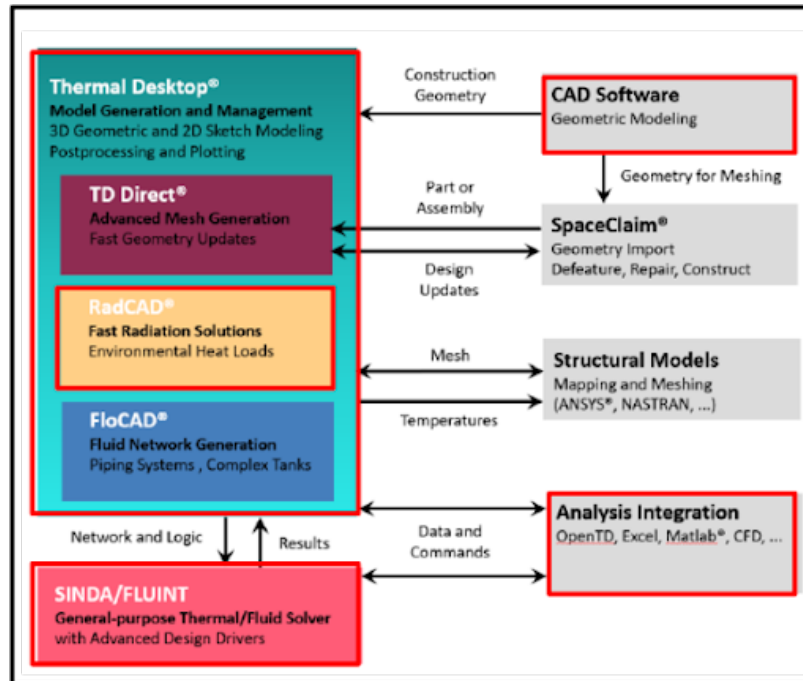 Thermal Desktop®
Model Generation and Management
3D Geometric and 2D Sketch Modeling
Postprocessing and Plotting
TD Direct®
Advanced Mesh Generation
Fast Geometry Updates
RadCAD®
Fast Radiation Solutions
Environmental Heat Loads
FloCAD®
Fluid Network Generation
Piping Systems , Complex Tanks
Network and Logic
Results
SINDA/FLUINT
General-purpose Thermal/Fluid Solver
with Advanced Design Drivers
Construction
Geometry
Part or
Assembly
Design
Updates
Mesh
Temperatures
Data and
Commands
CAD Software
Geometric Modeling
Geometry for Meshing
SpaceClaim®
Geometry Import
Defeature, Repair, Construct
Structural Models
Mapping and Meshing
(ANSYS®, NASTRAN, ...)
Analysis Integration
OpenTD, Excel, Matlab®, CFD, ...